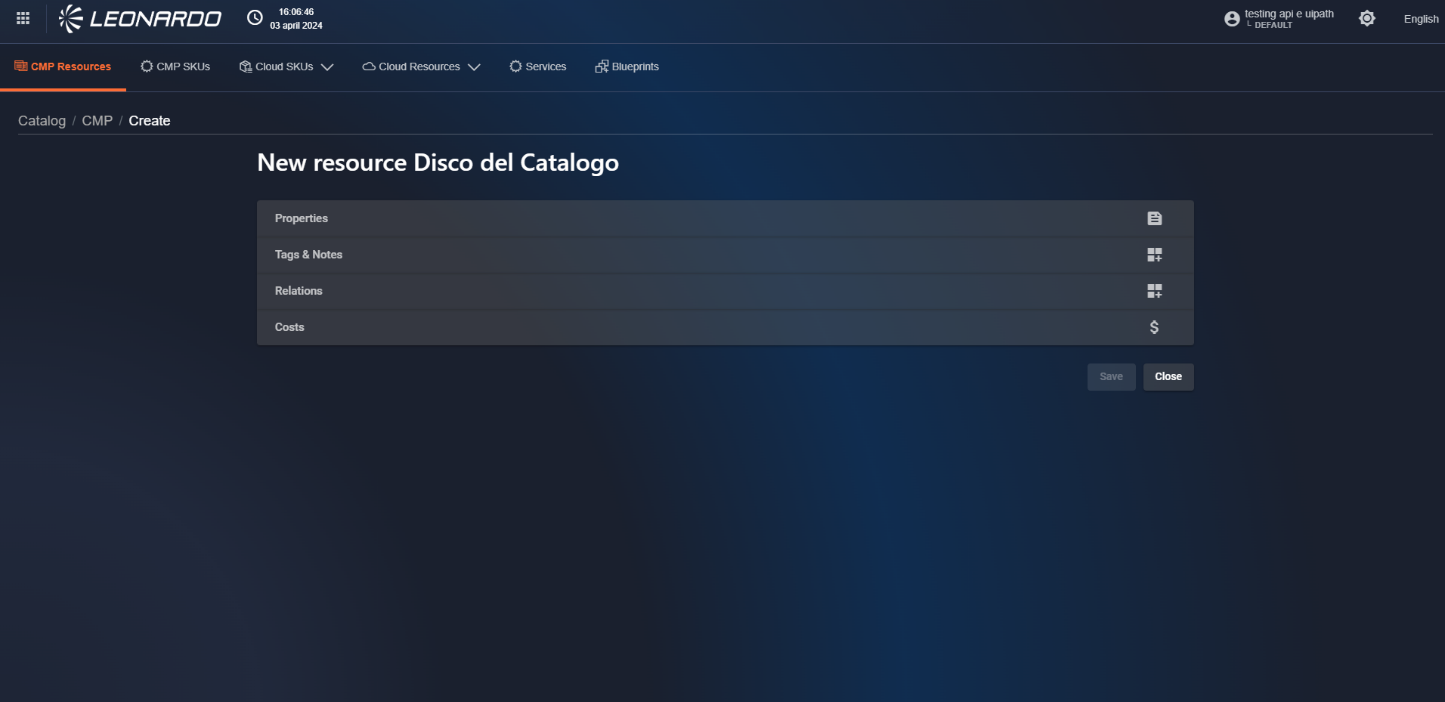 LEONARDO
16:06:46
03 april 2024
testing api e uipath
└ DEFAULT
English
CMP Resources
CMP SKUs
Cloud SKUs
Cloud Resources
Services
Blueprints
Catalog / CMP / Create
New resource Disco del Catalogo
Properties
Tags & Notes
Relations
Costs
Save
Close